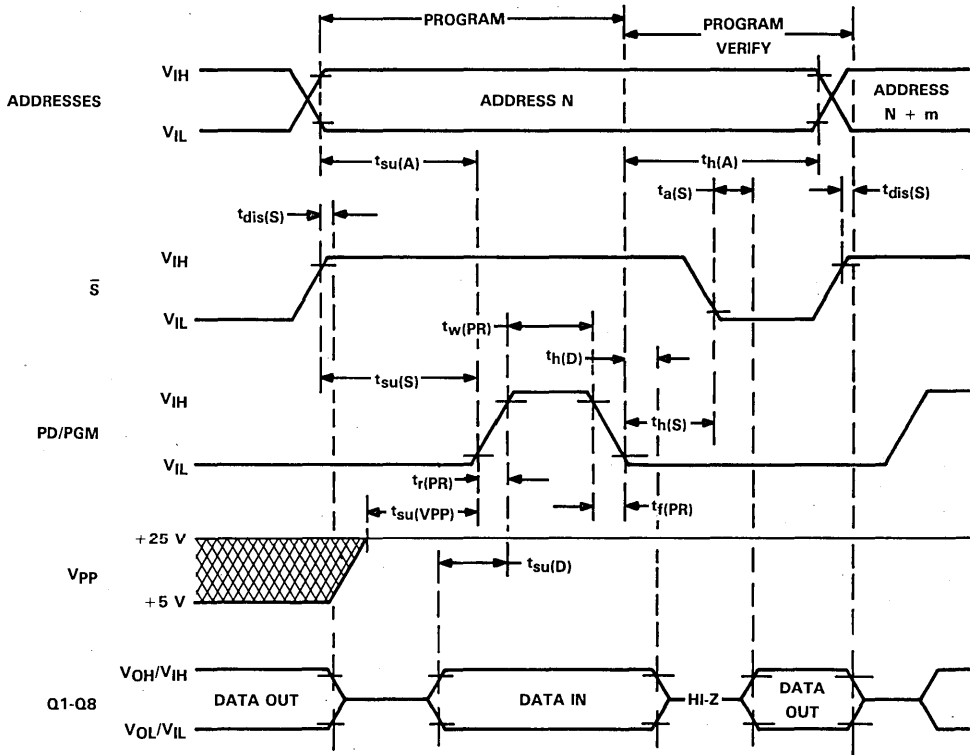 PROGRAM
PROGRAM
VERIFY
VIH
ADDRESSES
ADDRESS N
ADDRESS
N + m
VIL
tsu(A)
th(A)
ta(S)
tdis(S)
tdis(S)
VIH
S̅
VIL
tw(PR)
th(D)
tsu(S)
VIH
PD/PGM
th(S)
VIL
tr(PR)
tf(PR)
tsu(VPP)
+25 V
VPP
tsu(D)
+5 V
VOH/VIH
Q1-Q8
DATA OUT
DATA IN
HI-Z
DATA
OUT
VOL/VIL